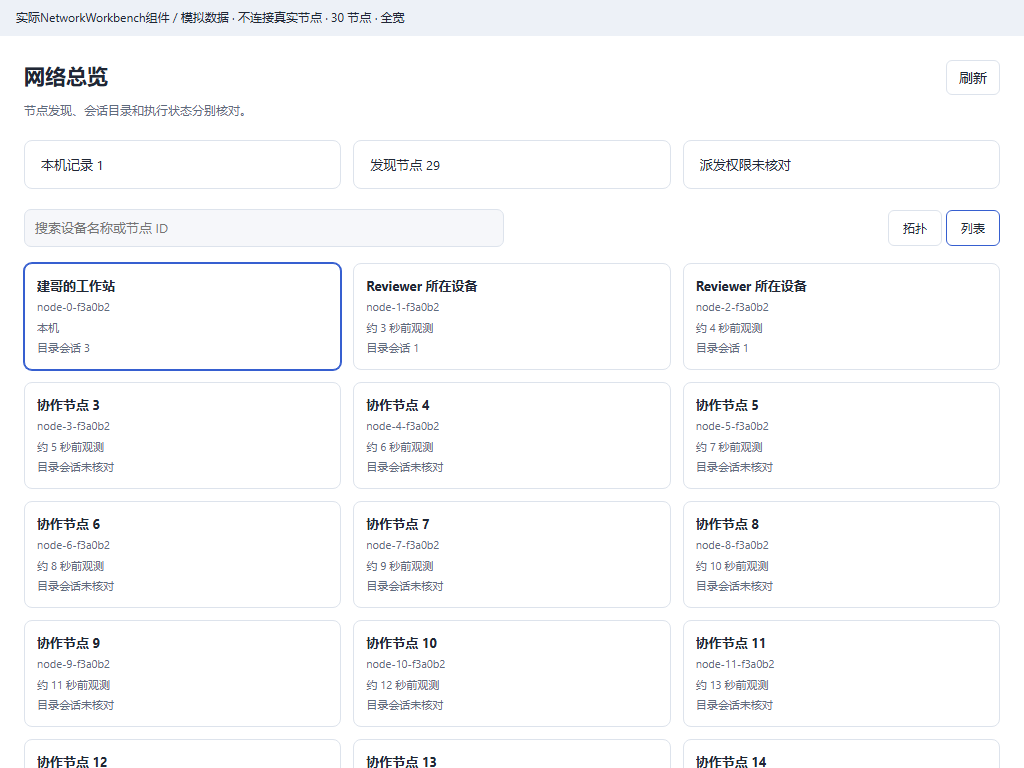 实际NetworkWorkbench组件 / 模拟数据 · 不连接真实节点 · 30 节点 · 全宽
网络总览
刷新
节点发现、会话目录和执行状态分别核对。
本机记录 1
发现节点 29
派发权限未核对
搜索设备名称或节点 ID
拓扑
列表
建哥的工作站
node-0-f3a0b2
本机
目录会话 3
Reviewer 所在设备
node-1-f3a0b2
约 3 秒前观测
目录会话 1
Reviewer 所在设备
node-2-f3a0b2
约 4 秒前观测
目录会话 1
协作节点 3
node-3-f3a0b2
约 5 秒前观测
目录会话未核对
协作节点 4
node-4-f3a0b2
约 6 秒前观测
目录会话未核对
协作节点 5
node-5-f3a0b2
约 7 秒前观测
目录会话未核对
协作节点 6
node-6-f3a0b2
约 8 秒前观测
目录会话未核对
协作节点 7
node-7-f3a0b2
约 9 秒前观测
目录会话未核对
协作节点 8
node-8-f3a0b2
约 10 秒前观测
目录会话未核对
协作节点 9
node-9-f3a0b2
约 11 秒前观测
目录会话未核对
协作节点 10
node-10-f3a0b2
约 12 秒前观测
目录会话未核对
协作节点 11
node-11-f3a0b2
约 13 秒前观测
目录会话未核对
协作节点 12
协作节点 13
协作节点 14